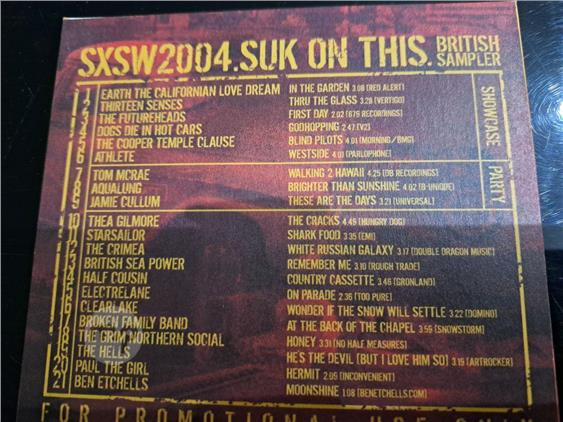 SXSW2004.SUK ON THIS. BRITISH SAMPLER
1 EARTH THE CALIFORNIAN LOVE DREAM IN THE GARDEN 3.08 [RED ALERT]
2 THIRTEEN SENSES THRU THE GLASS 3.28 [VERTIGO]
3 THE FUTUREHEADS FIRST DAY 2.02 [679 RECORDINGS]
4 DOGS DIE IN HOT CARS GODHOPPING 2.47 [V2]
5 THE COOPER TEMPLE CLAUSE BLIND PILOTS 4.01 [MORNING/BMG]
6 ATHLETE WESTSIDE 4.01 [PARLOPHONE]
SHOWCASE
7 TOM MCRAE WALKING 2 HAWAII 4.25 [DB RECORDINGS]
8 AQUALUNG BRIGHTER THAN SUNSHINE 4.02 [B-UNIQUE]
9 JAMIE CULLUM THESE ARE THE DAYS 3.21 [UNIVERSAL]
PARTY
10 THEA GILMORE THE CRACKS 4.49 [HUNGRY DOG]
11 STARSAILOR SHARK FOOD 3.35 [EMI]
12 THE CRIMEA WHITE RUSSIAN GALAXY 3.17 [DOUBLE DRAGON MUSIC]
13 BRITISH SEA POWER REMEMBER ME 3.10 [ROUGH TRADE]
14 HALF COUSIN COUNTRY CASSETTE 3.46 [GRONLAND]
15 ELECTRELANE ON PARADE 2.36 [TOO PURE]
16 CLEARLAKE WONDER IF THE SNOW WILL SETTLE 3.22 [DOMINO]
17 BROKEN FAMILY BAND AT THE BACK OF THE CHAPEL 3.59 [SNOWSTORM]
18 THE GRIM NORTHERN SOCIAL HONEY 3.31 [NO HALF MEASURES]
19 THE HELLS HE'S THE DEVIL [BUT I LOVE HIM SO] 3.15 [ARTROCKER]
20 PAUL THE GIRL HERMIT 2.05 [INCONVENIENT]
21 BEN ETCHELLS MOONSHINE 1.08 [BENETCHELLS.COM]
FOR PROMOTIONAL USE ONLY